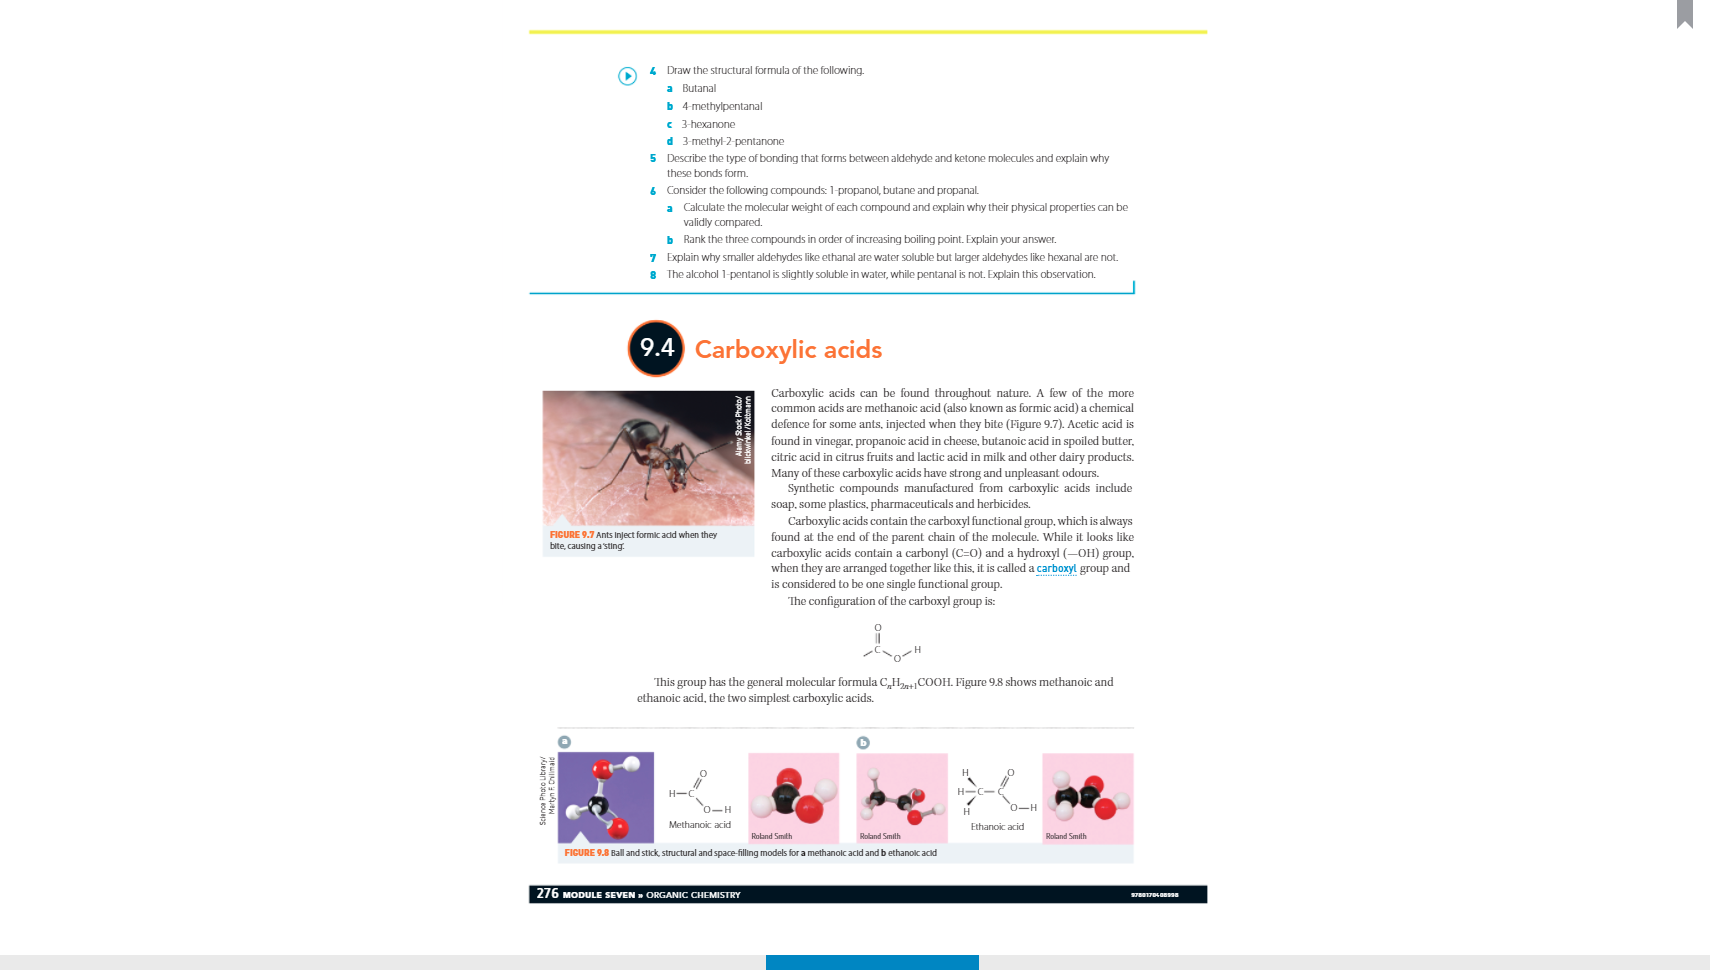 4 Draw the structural formula of the following.
a Butanal
b 4-methylpentanal
c 3-hexanone
d 3-methyl-2-pentanone
5 Describe the type of bonding that forms between aldehyde and ketone molecules and explain why
these bonds form.
6 Consider the following compounds: 1-propanol, butane and propanal.
a Calculate the molecular weight of each compound and explain why their physical properties can be
validly compared.
b Rank the three compounds in order of increasing boiling point. Explain your answer.
7 Explain why smaller aldehydes like ethanal are water soluble but larger aldehydes like hexanal are not.
8 The alcohol 1-pentanol is slightly soluble in water, while pentanal is not. Explain this observation.
9.4 Carboxylic acids
Alamy Stock Photo/
blickwinkel/Kottmann
FIGURE 9.7 Ants inject formic acid when they
bite, causing a 'sting'.
Carboxylic acids can be found throughout nature. A few of the more
common acids are methanoic acid (also known as formic acid) a chemical
defence for some ants, injected when they bite (Figure 9.7). Acetic acid is
found in vinegar, propanoic acid in cheese, butanoic acid in spoiled butter,
citric acid in citrus fruits and lactic acid in milk and other dairy products.
Many of these carboxylic acids have strong and unpleasant odours.
Synthetic compounds manufactured from carboxylic acids include
soap, some plastics, pharmaceuticals and herbicides.
Carboxylic acids contain the carboxyl functional group, which is always
found at the end of the parent chain of the molecule. While it looks like
carboxylic acids contain a carbonyl (C=O) and a hydroxyl (—OH) group,
when they are arranged together like this, it is called a carboxyl group and
is considered to be one single functional group.
The configuration of the carboxyl group is:
O
C H
O
This group has the general molecular formula CₙH₂ₙ₊₁COOH. Figure 9.8 shows methanoic and
ethanoic acid, the two simplest carboxylic acids.
a
Science Photo Library/
Martyn F. Chillmaid
O
H—C
O—H
Methanoic acid
Roland Smith
b
Roland Smith
H O
H—C—C
H O—H
Ethanoic acid
Roland Smith
FIGURE 9.8 Ball and stick, structural and space-filling models for a methanoic acid and b ethanoic acid
276 MODULE SEVEN » ORGANIC CHEMISTRY
9780170408998